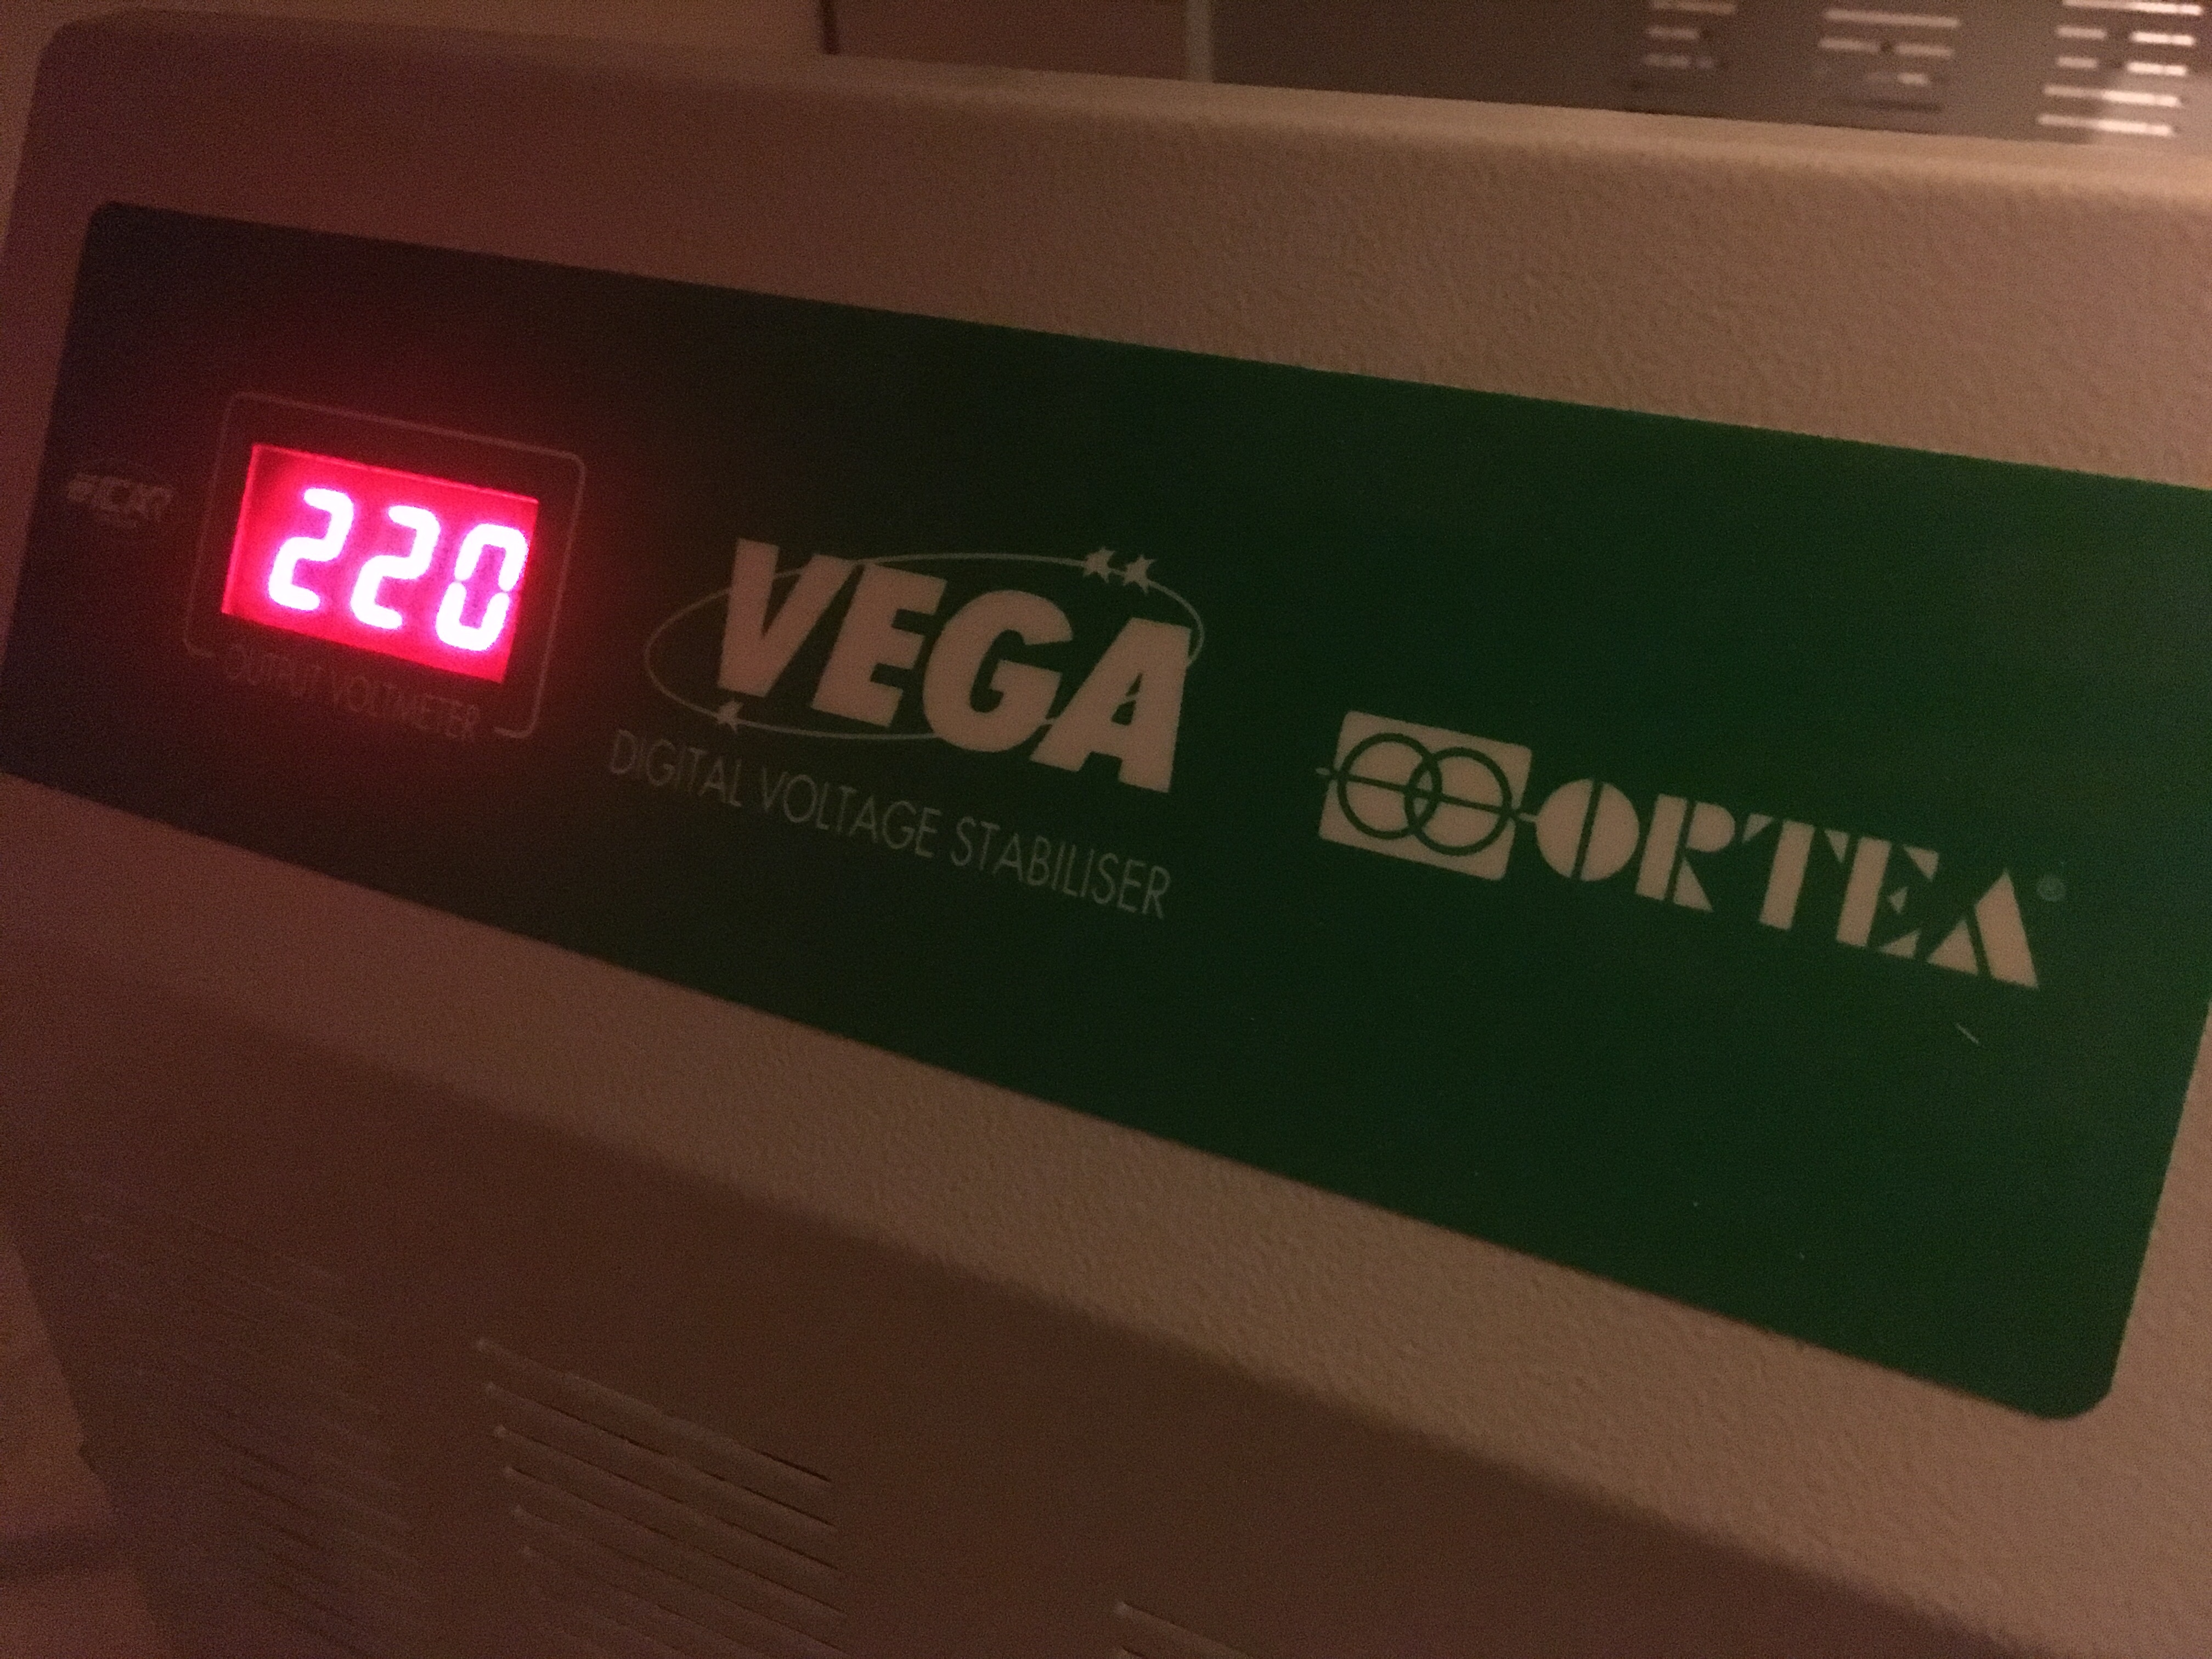 220
OUTPUT VOLTMETER
VEGA
DIGITAL VOLTAGE STABILISER
ORTEA®